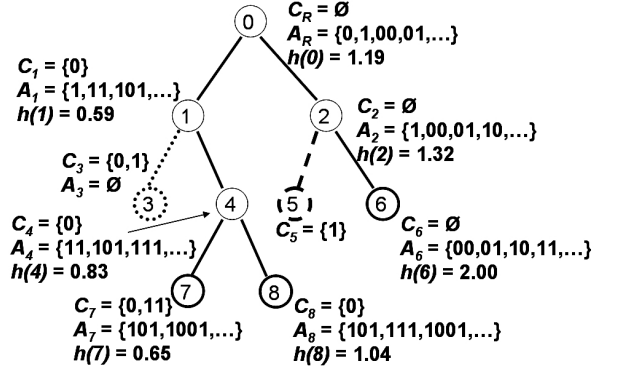 0
C_R = Ø
A_R = {0,1,00,01,…}
h(0) = 1.19
C_1 = {0}
A_1 = {1,11,101,…}
h(1) = 0.59
1
2
C_2 = Ø
A_2 = {1,00,01,10,…}
h(2) = 1.32
C_3 = {0,1}
A_3 = Ø
3
4
5
C_5 = {1}
6
C_4 = {0}
A_4 = {11,101,111,…}
h(4) = 0.83
C_6 = Ø
A_6 = {00,01,10,11,…}
h(6) = 2.00
7
8
C_7 = {0,11}
A_7 = {101,1001,…}
h(7) = 0.65
C_8 = {0}
A_8 = {101,111,1001,…}
h(8) = 1.04